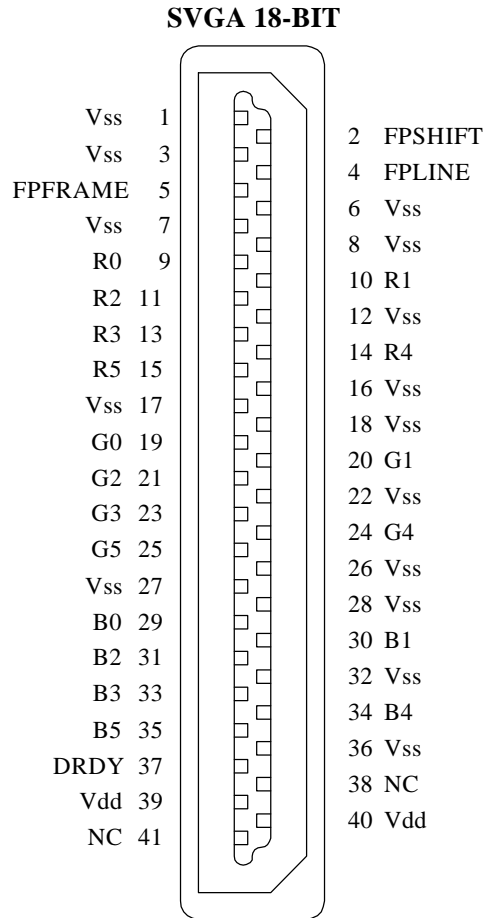 SVGA 18-BIT
Vss 1
2 FPSHIFT
Vss 3
4 FPLINE
FPFRAME 5
6 Vss
Vss 7
8 Vss
R0 9
10 R1
R2 11
12 Vss
R3 13
14 R4
R5 15
16 Vss
Vss 17
18 Vss
G0 19
20 G1
G2 21
22 Vss
G3 23
24 G4
G5 25
26 Vss
Vss 27
28 Vss
B0 29
30 B1
B2 31
32 Vss
B3 33
34 B4
B5 35
36 Vss
DRDY 37
38 NC
Vdd 39
40 Vdd
NC 41